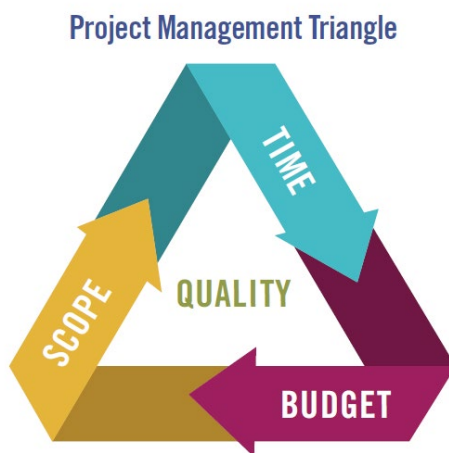 Project Management Triangle
TIME
QUALITY
SCOPE
BUDGET